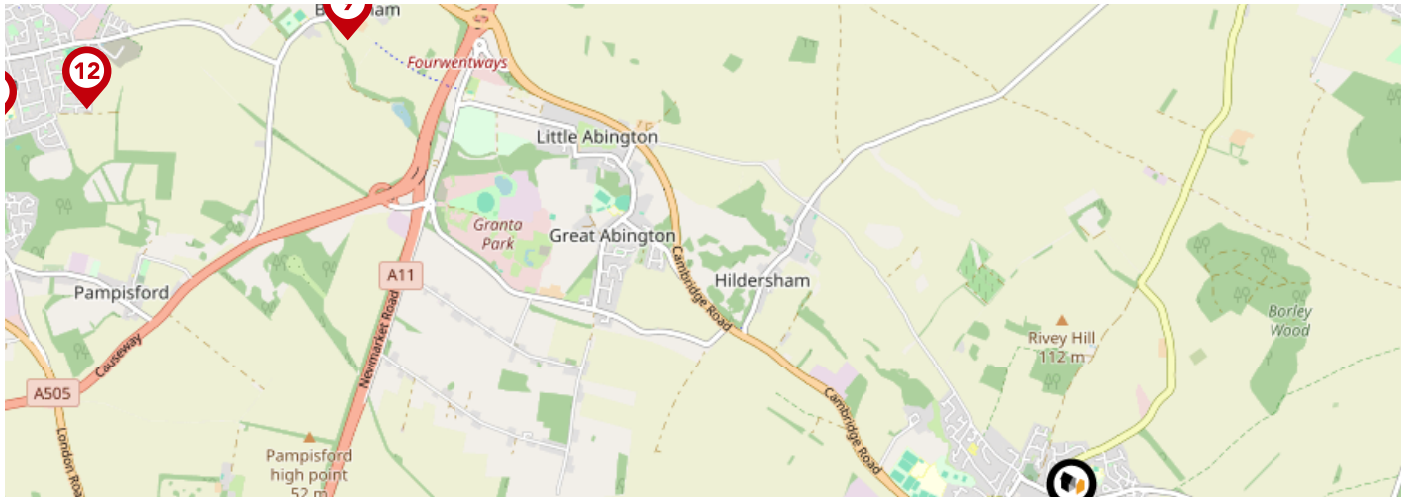 12
Fourwentways
Little Abington
Granta
Park
Great Abington
A11
Cambridge Road
Hildersham
Pampisford
Newmarket Road
Borley
Wood
Rivey Hill
112 m
Causeway
A505
Cambridge Road
London Roa
Pampisford
high point
52 m